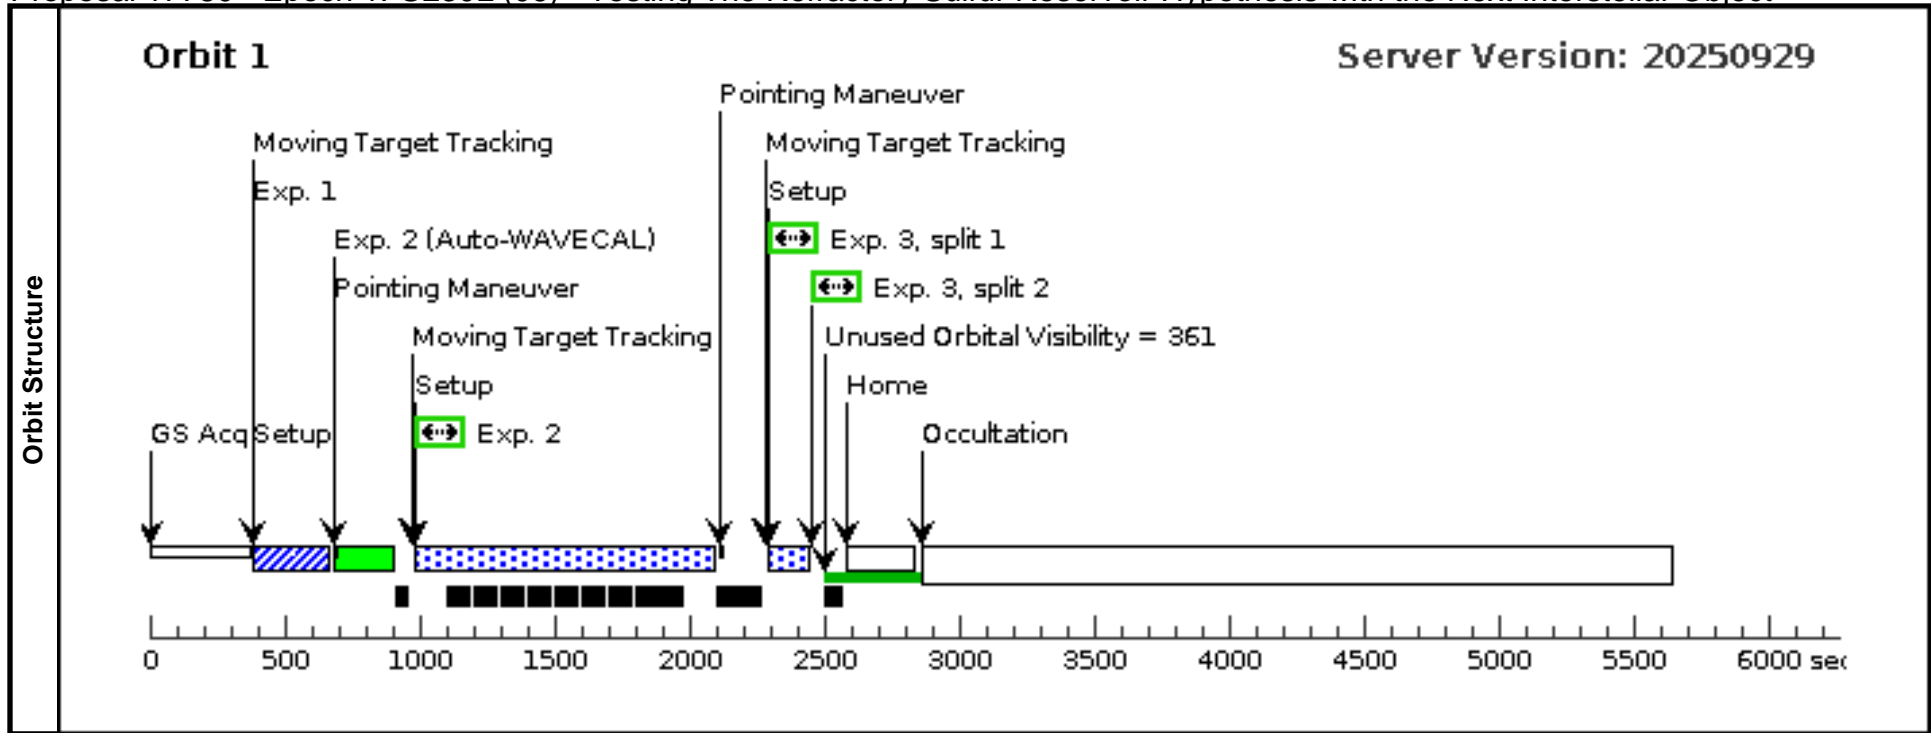 Orbit Structure
Orbit 1
Server Version: 20250929
Pointing Maneuver
Moving Target Tracking
Moving Target Tracking
Exp. 1
Setup
Exp. 2 (Auto-WAVECAL)
Exp. 3, split 1
Pointing Maneuver
Exp. 3, split 2
Moving Target Tracking
Unused Orbital Visibility = 361
Setup
Home
GS Acq
Setup
Exp. 2
Occultation
0 500 1000 1500 2000 2500 3000 3500 4000 4500 5000 5500 6000